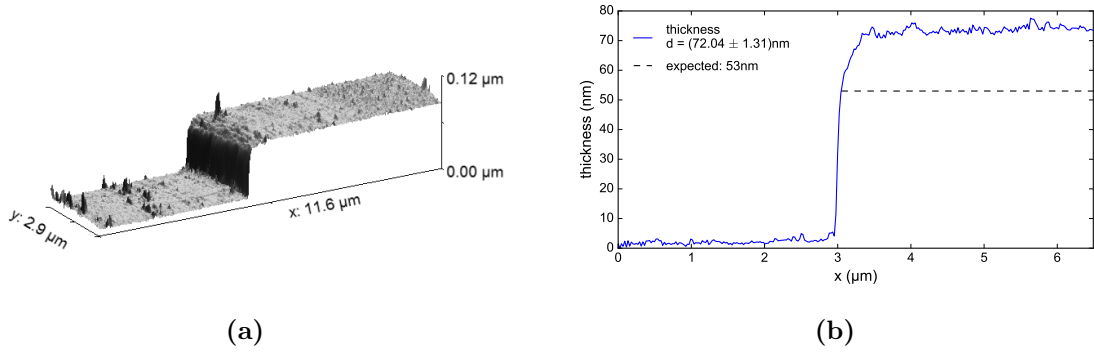 0.12 µm
0.00 µm
x: 11.6 µm
y: 2.9 µm
(a)
80
70
60
50
40
30
20
10
0
thickness (nm)
thickness
d = (72.04 ± 1.31)nm
expected: 53nm
0 1 2 3 4 5 6
x (µm)
(b)